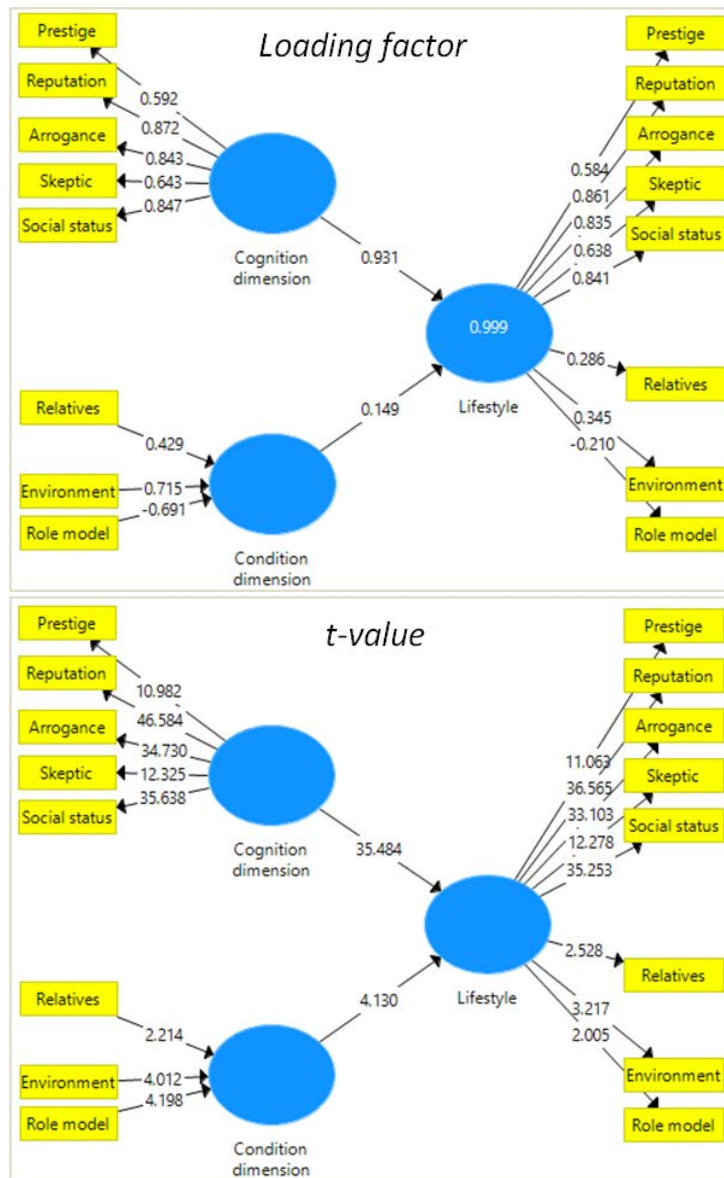 Loading factor
Prestige
Reputation
Arrogance
Skeptic
Social status
0.592
0.872
0.843
0.643
0.847
Cognition
dimension
0.931
Prestige
Reputation
Arrogance
Skeptic
Social status
0.584
0.861
0.835
0.638
0.841
0.999
Lifestyle
0.286
0.345
-0.210
Relatives
Environment
Role model
Relatives
Environment
Role model
0.429
0.715
-0.691
0.149
Condition
dimension
t-value
Prestige
Reputation
Arrogance
Skeptic
Social status
10.982
46.584
34.730
12.325
35.638
Cognition
dimension
35.484
Prestige
Reputation
Arrogance
Skeptic
Social status
11.063
36.565
33.103
12.278
35.253
Lifestyle
2.528
3.217
2.005
Relatives
Environment
Role model
Relatives
Environment
Role model
2.214
4.012
4.198
4.130
Condition
dimension